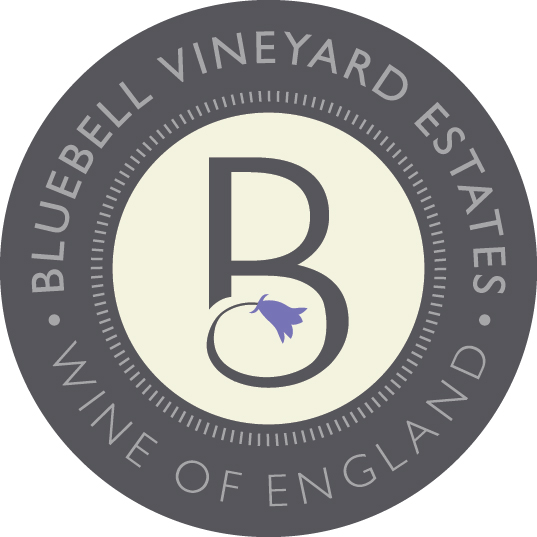 BLUEBELL VINEYARD ESTATES
B
WINE OF ENGLAND